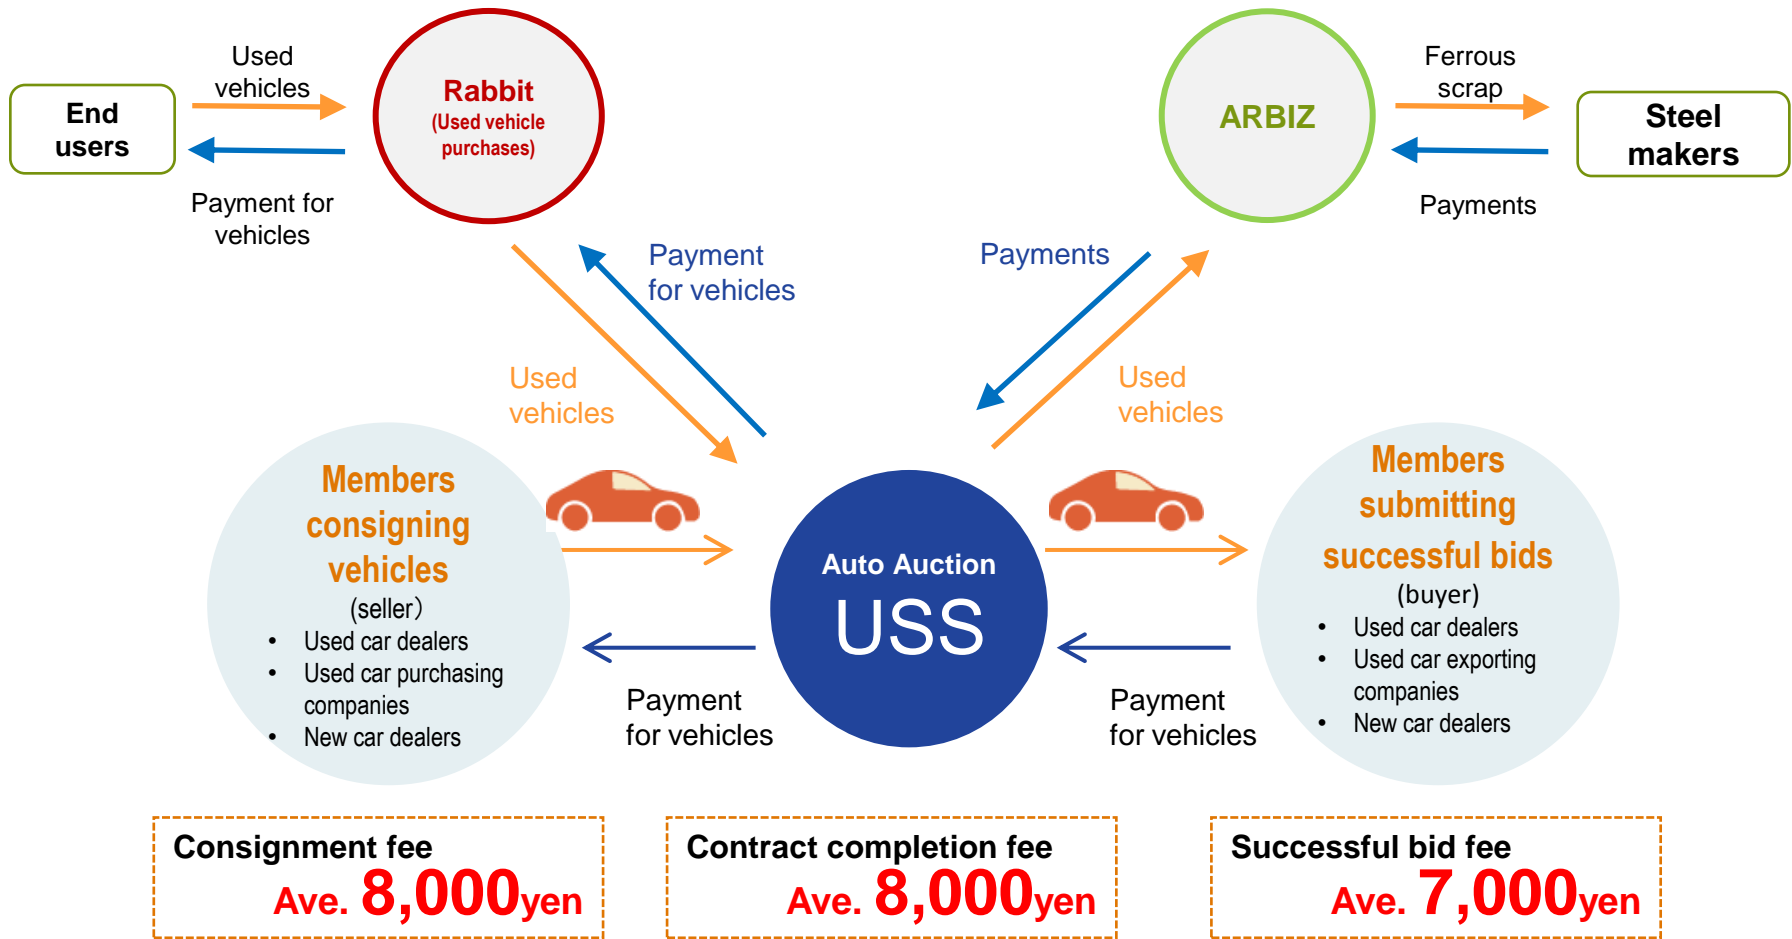 End
users
Used
vehicles
Payment for
vehicles
Rabbit
(Used vehicle
purchases)
ARBIZ
Ferrous
scrap
Payments
Steel
makers
Payment
for vehicles
Used
vehicles
Payments
Used
vehicles
Members
consigning
vehicles
(seller）
• Used car dealers
• Used car purchasing
companies
• New car dealers
Payment
for vehicles
Auto Auction
USS
Payment
for vehicles
Members
submitting
successful bids
(buyer)
• Used car dealers
• Used car exporting
companies
• New car dealers
Consignment fee
Ave. 8,000yen
Contract completion fee
Ave. 8,000yen
Successful bid fee
Ave. 7,000yen